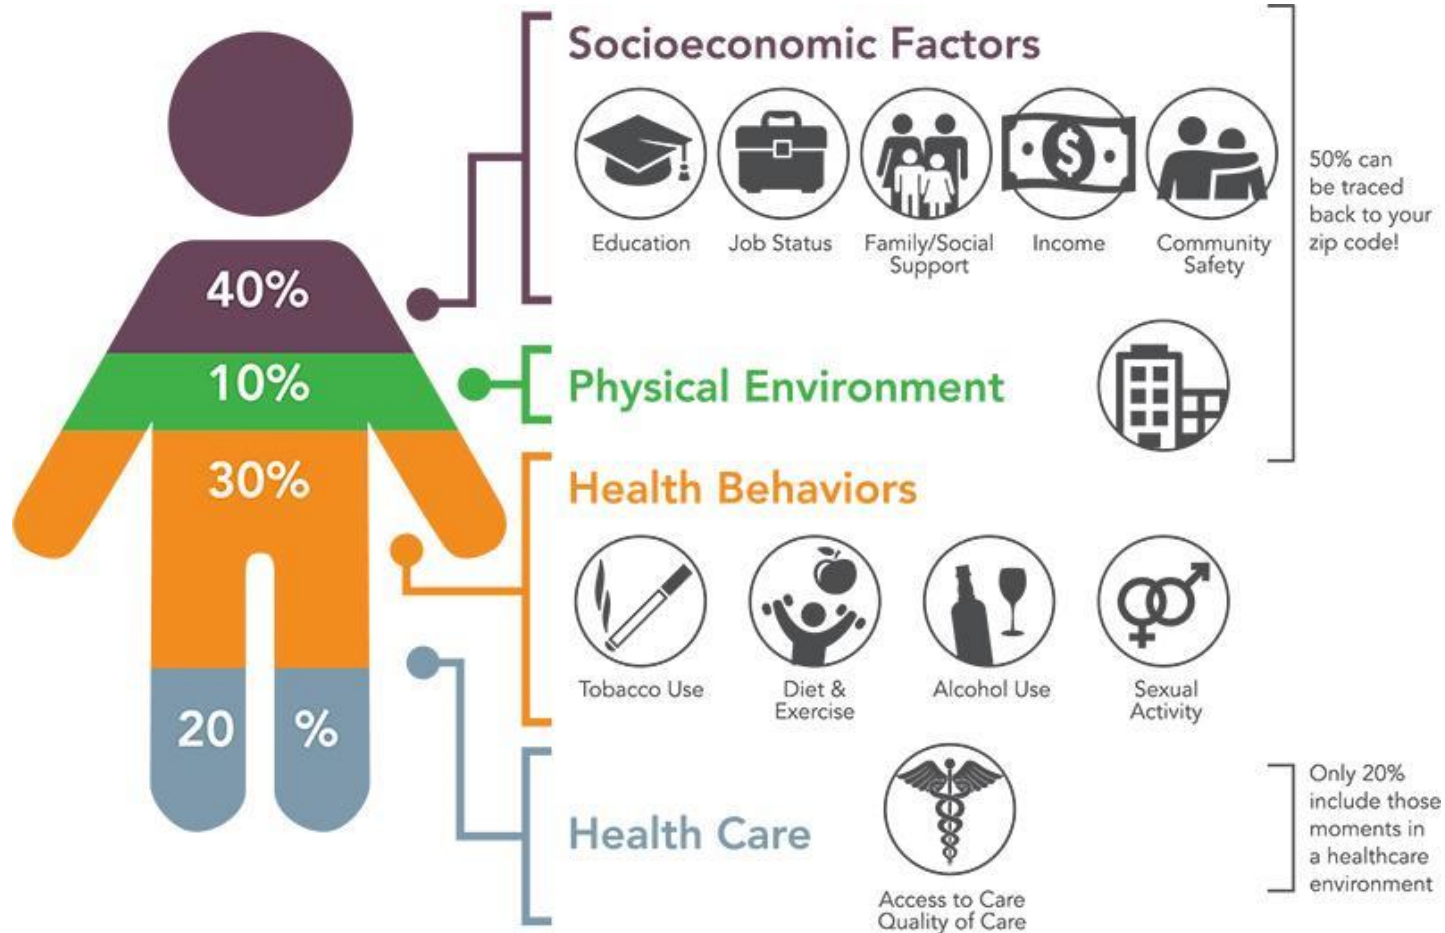 Socioeconomic Factors
Education
Job Status
Family/Social
Support
Income
$
Community
Safety
50% can
be traced
back to your
zip code!
40%
10%
Physical Environment
30%
Health Behaviors
Tobacco Use
Diet &
Exercise
Alcohol Use
Sexual
Activity
20 %
Health Care
Access to Care
Quality of Care
Only 20%
include those
moments in
a healthcare
environment